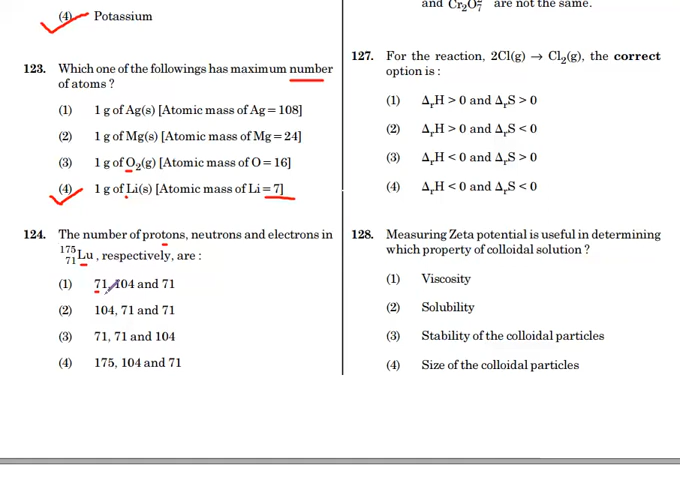 (4) Potassium
123. Which one of the followings has maximum number
of atoms ?
(1) 1 g of Ag(s) [Atomic mass of Ag = 108]
(2) 1 g of Mg(s) [Atomic mass of Mg = 24]
(3) 1 g of O₂(g) [Atomic mass of O = 16]
(4) 1 g of Li(s) [Atomic mass of Li = 7]
124. The number of protons, neutrons and electrons in
¹⁷⁵₇₁Lu, respectively, are :
(1) 71, 104 and 71
(2) 104, 71 and 71
(3) 71, 71 and 104
(4) 175, 104 and 71
are not the same.
127. For the reaction, 2Cl(g) → Cl₂(g), the correct
option is :
(1) ΔᵣH > 0 and ΔᵣS > 0
(2) ΔᵣH > 0 and ΔᵣS < 0
(3) ΔᵣH < 0 and ΔᵣS > 0
(4) ΔᵣH < 0 and ΔᵣS < 0
128. Measuring Zeta potential is useful in determining
which property of colloidal solution ?
(1) Viscosity
(2) Solubility
(3) Stability of the colloidal particles
(4) Size of the colloidal particles